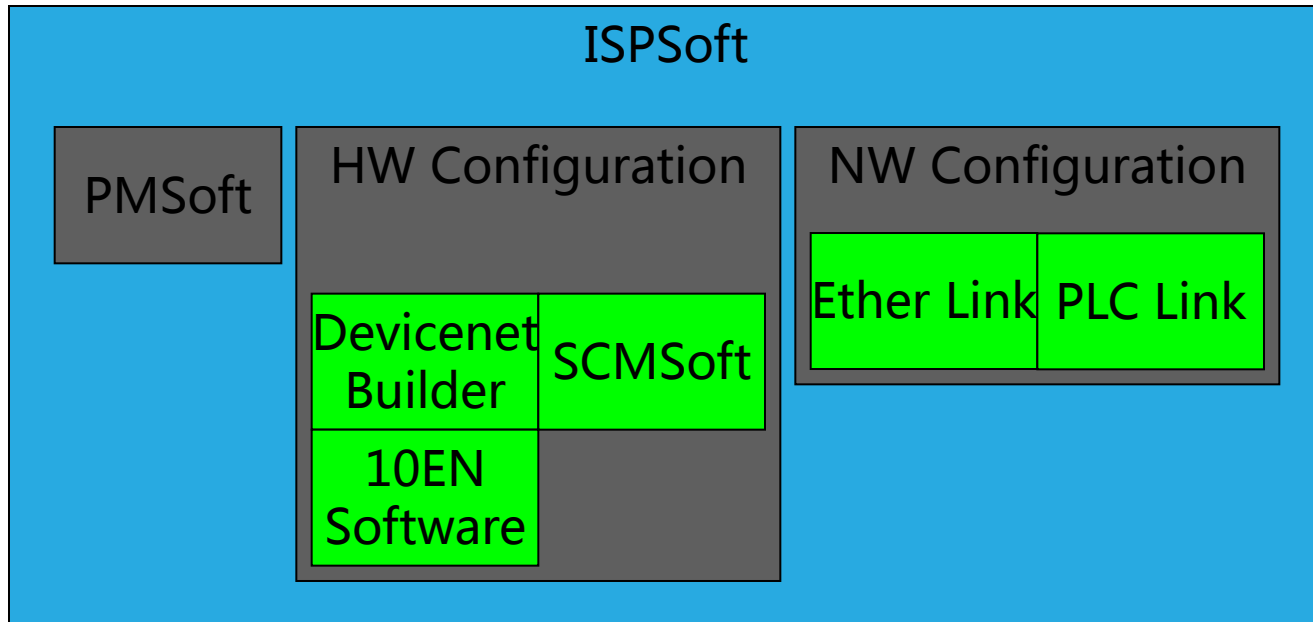 ISPSoft
PMSoft
HW Configuration
NW Configuration
Devicenet
Builder
SCMSoft
10EN
Software
Ether Link
PLC Link